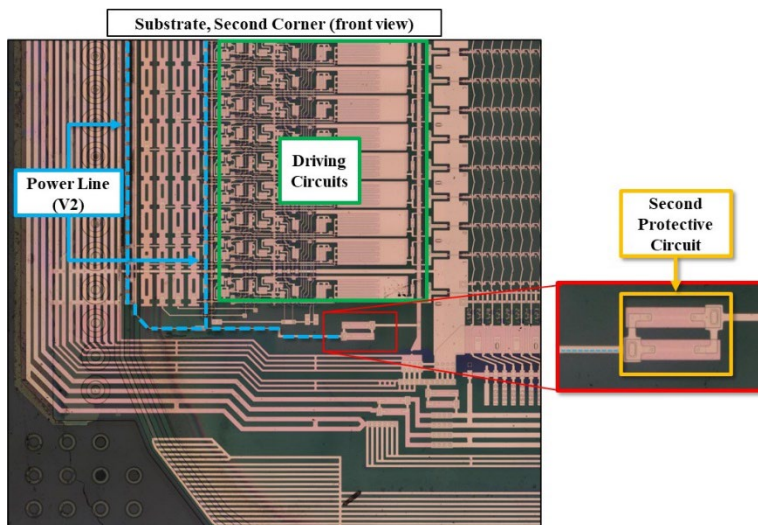 Substrate, Second Corner (front view)
Driving
Circuits
Power Line
(V2)
Second
Protective
Circuit